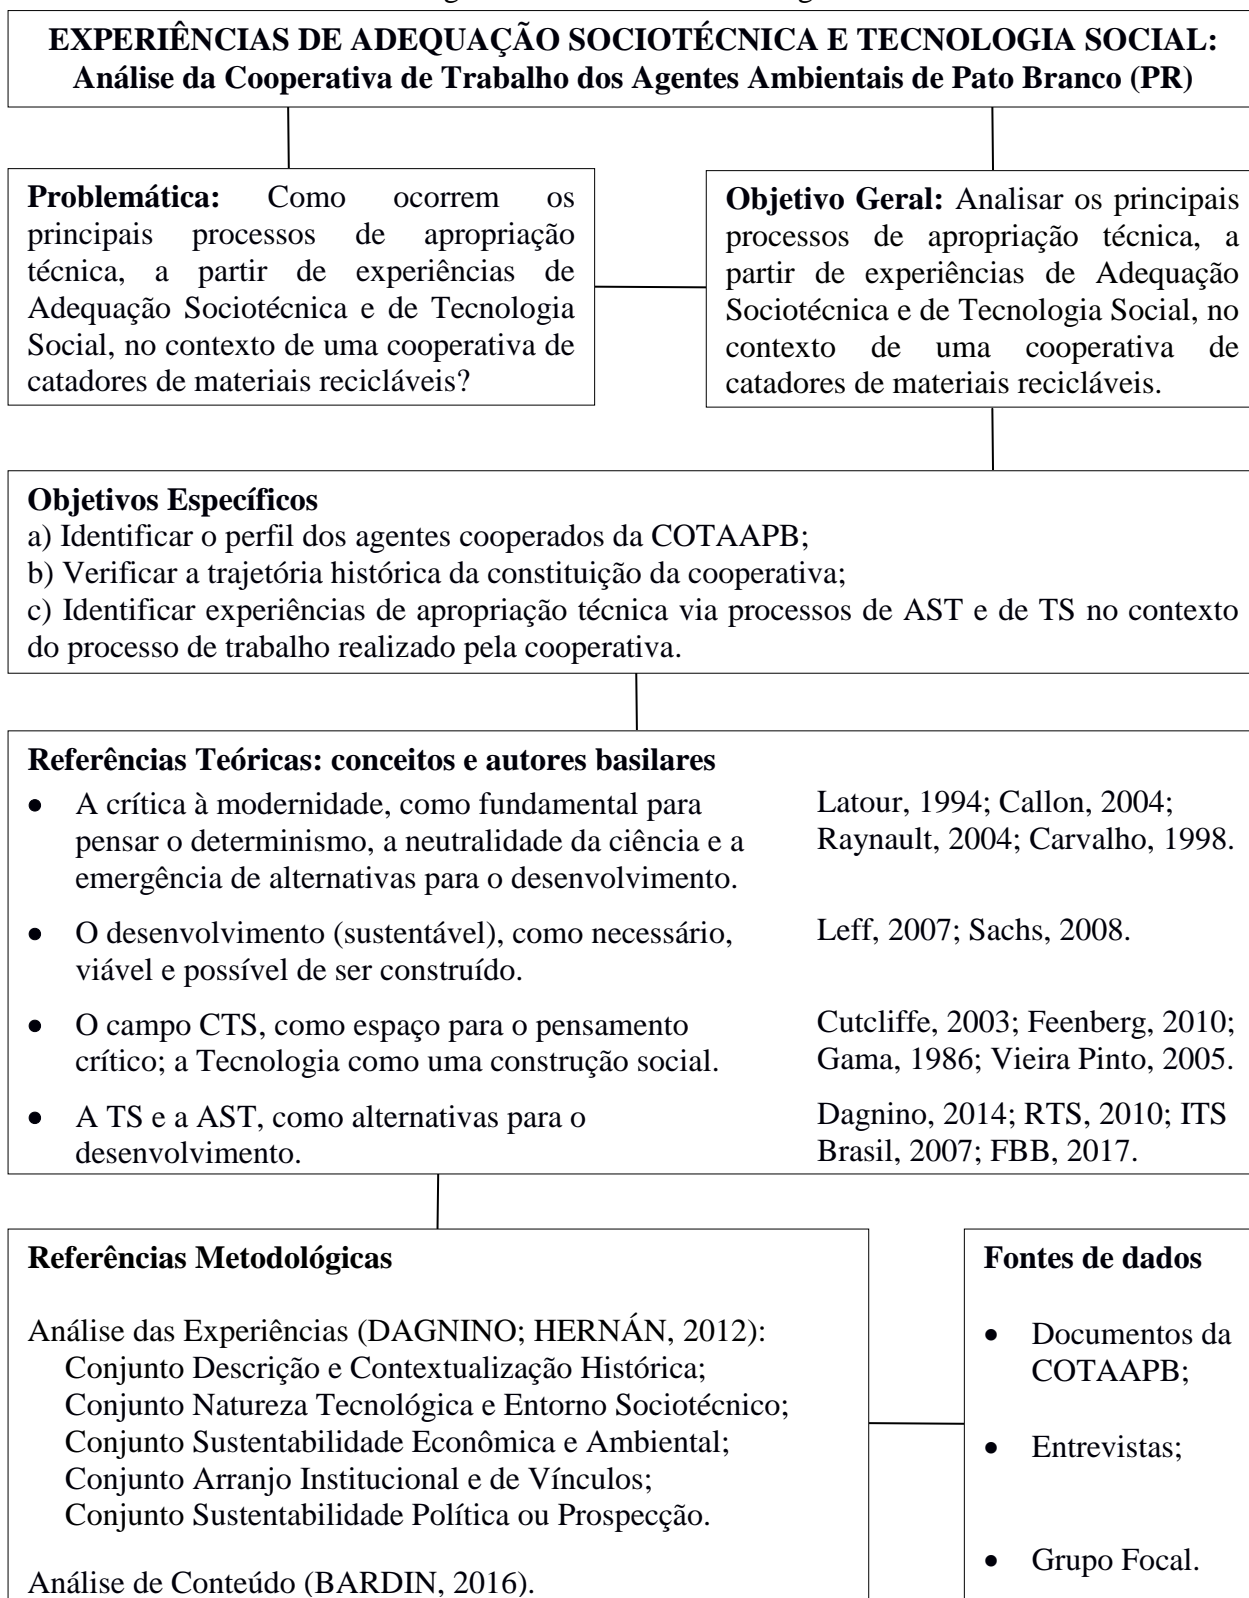 EXPERIÊNCIAS DE ADEQUAÇÃO SOCIOTÉCNICA E TECNOLOGIA SOCIAL:
Análise da Cooperativa de Trabalho dos Agentes Ambientais de Pato Branco (PR)
Problemática: Como ocorrem os
principais processos de apropriação
técnica, a partir de experiências de
Adequação Sociotécnica e de Tecnologia
Social, no contexto de uma cooperativa de
catadores de materiais recicláveis?
Objetivo Geral: Analisar os principais
processos de apropriação técnica, a
partir de experiências de Adequação
Sociotécnica e de Tecnologia Social, no
contexto de uma cooperativa de
catadores de materiais recicláveis.
Objetivos Específicos
a) Identificar o perfil dos agentes cooperados da COTAAPB;
b) Verificar a trajetória histórica da constituição da cooperativa;
c) Identificar experiências de apropriação técnica via processos de AST e de TS no contexto
do processo de trabalho realizado pela cooperativa.
Referências Teóricas: conceitos e autores basilares
• A crítica à modernidade, como fundamental para
pensar o determinismo, a neutralidade da ciência e a
emergência de alternativas para o desenvolvimento.
Latour, 1994; Callon, 2004;
Raynault, 2004; Carvalho, 1998.
• O desenvolvimento (sustentável), como necessário,
viável e possível de ser construído.
Leff, 2007; Sachs, 2008.
• O campo CTS, como espaço para o pensamento
crítico; a Tecnologia como uma construção social.
Cutcliffe, 2003; Feenberg, 2010;
Gama, 1986; Vieira Pinto, 2005.
• A TS e a AST, como alternativas para o
desenvolvimento.
Dagnino, 2014; RTS, 2010; ITS
Brasil, 2007; FBB, 2017.
Referências Metodológicas
Análise das Experiências (DAGNINO; HERNÁN, 2012):
Conjunto Descrição e Contextualização Histórica;
Conjunto Natureza Tecnológica e Entorno Sociotécnico;
Conjunto Sustentabilidade Econômica e Ambiental;
Conjunto Arranjo Institucional e de Vínculos;
Conjunto Sustentabilidade Política ou Prospecção.
Análise de Conteúdo (BARDIN, 2016).
Fontes de dados
• Documentos da
COTAAPB;
• Entrevistas;
• Grupo Focal.